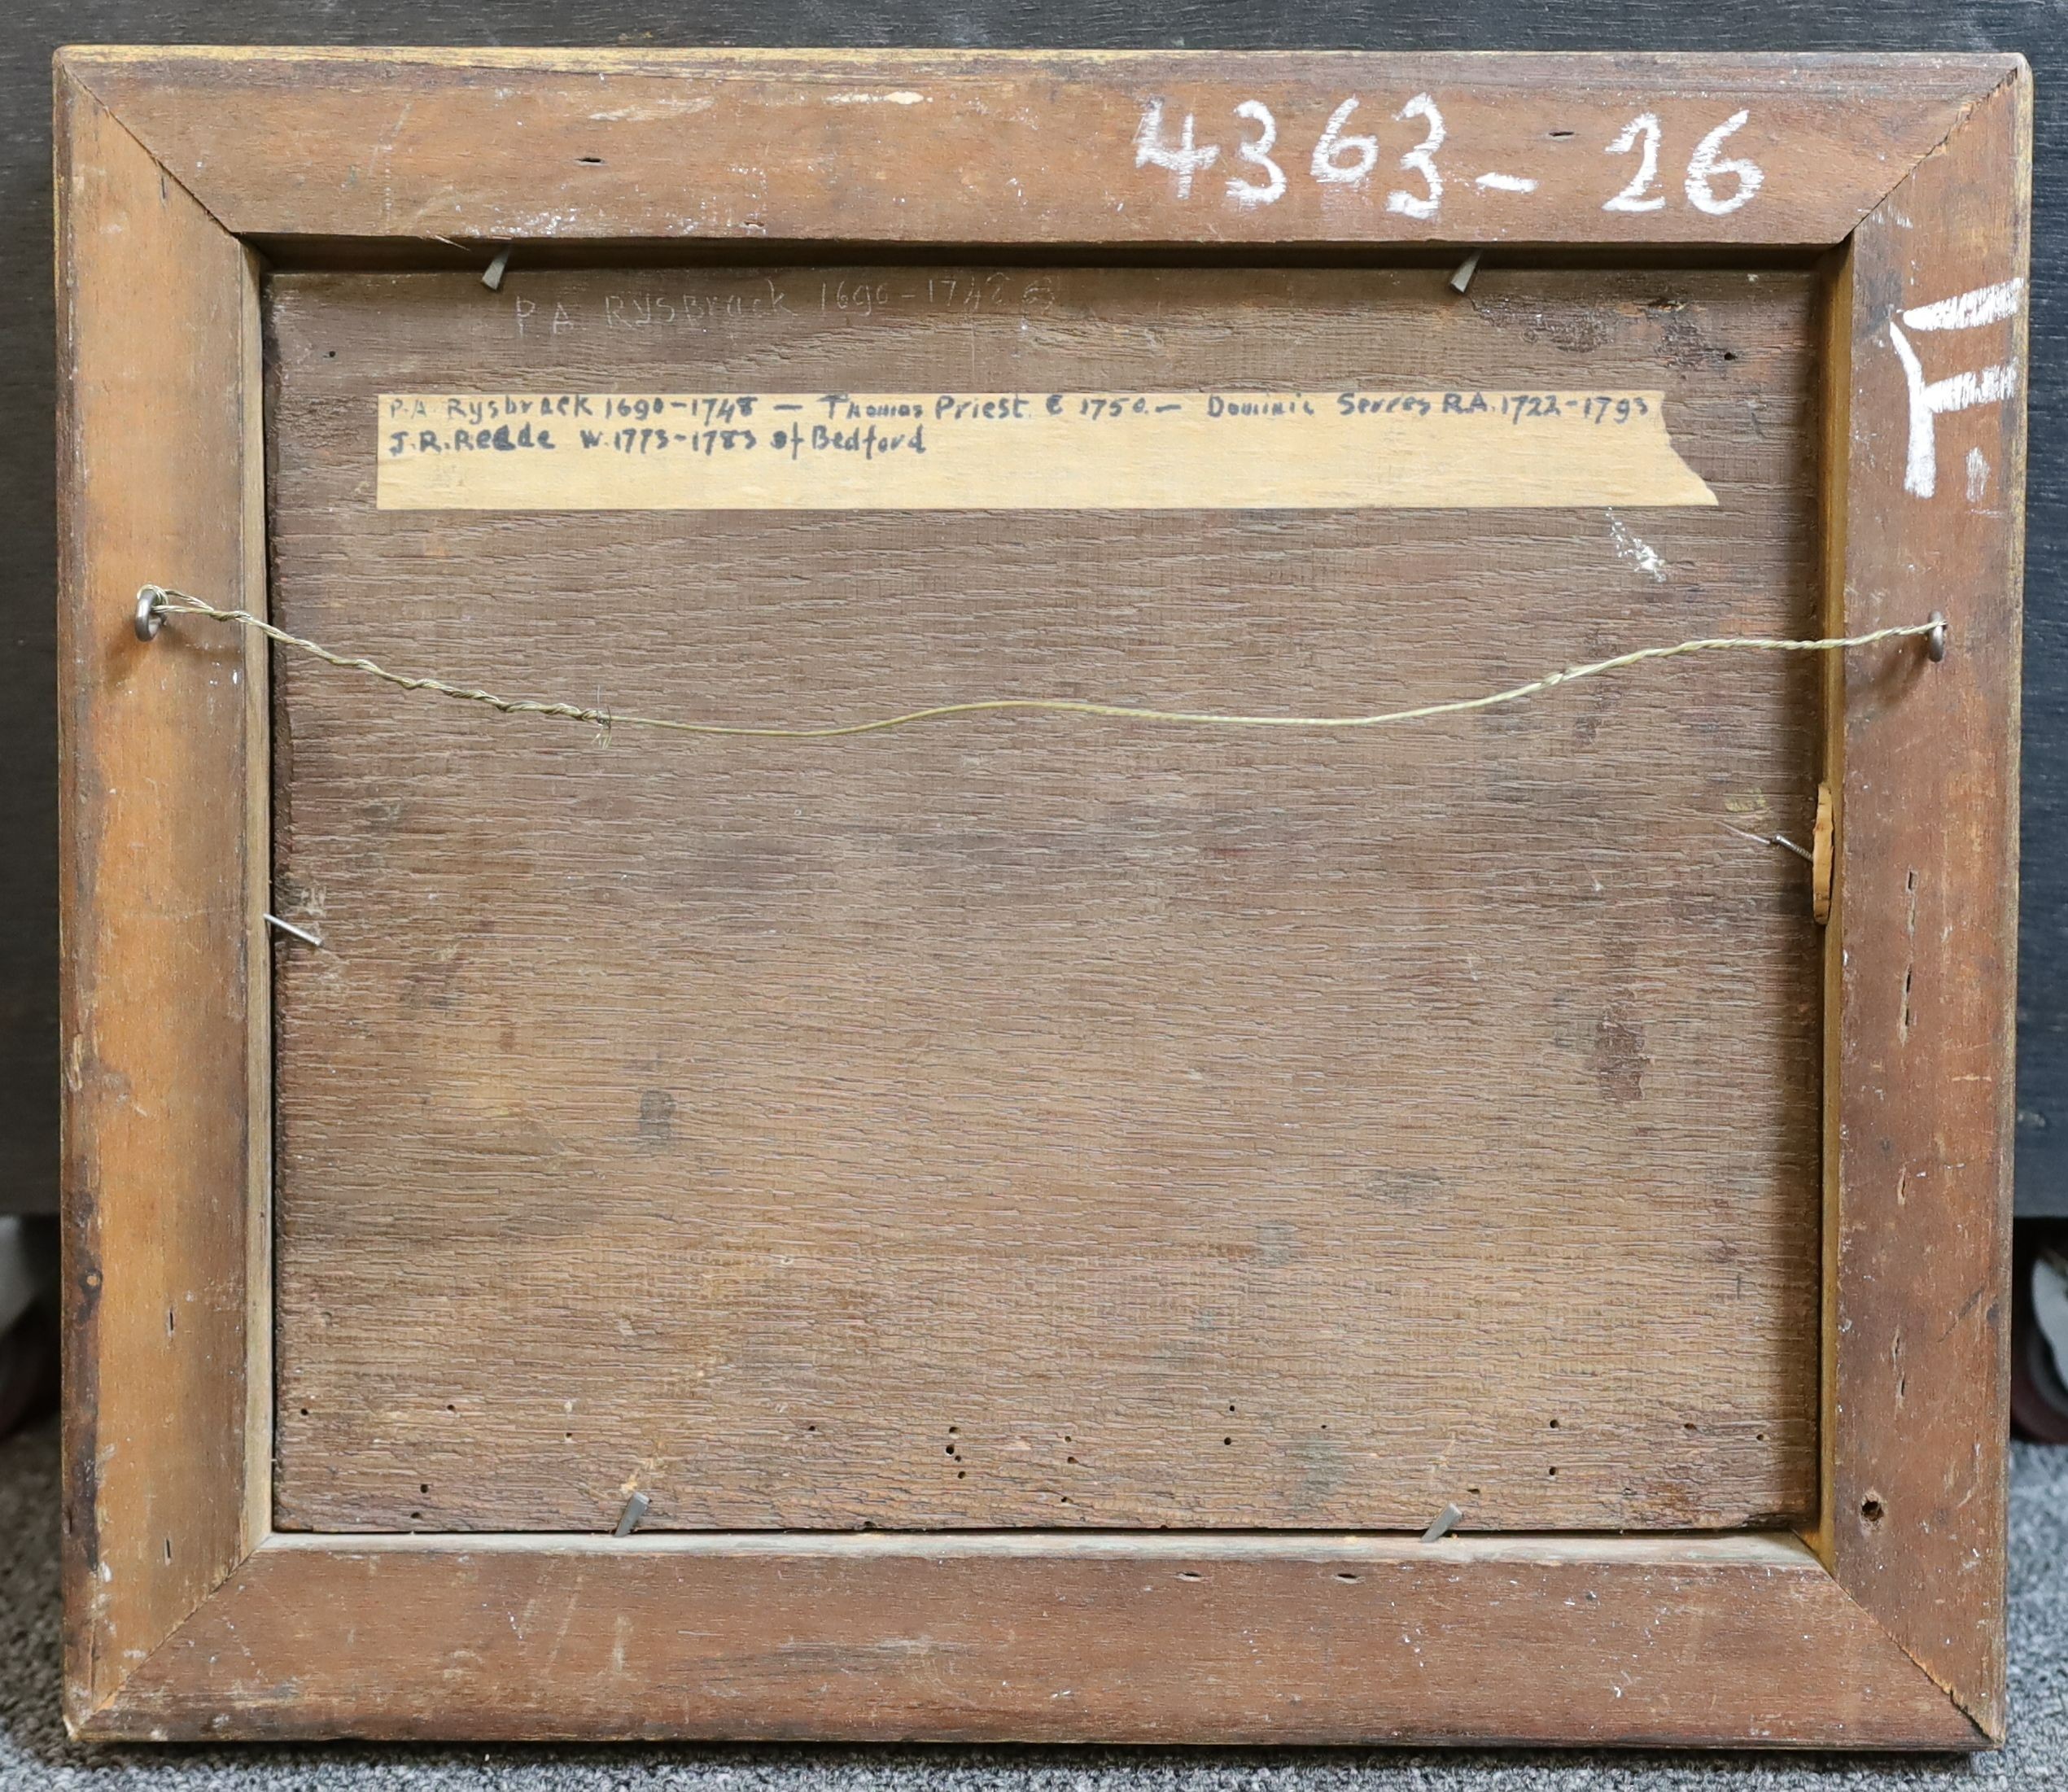 4363-26
F.
P A Rysbrack 1690-1748
P.A. Rysbrack 1690-1748 — Thomas Priest. C 1750. — Dominic Serres R.A. 1722-1793
J.R. Reade W. 1773-1783 of Bedford